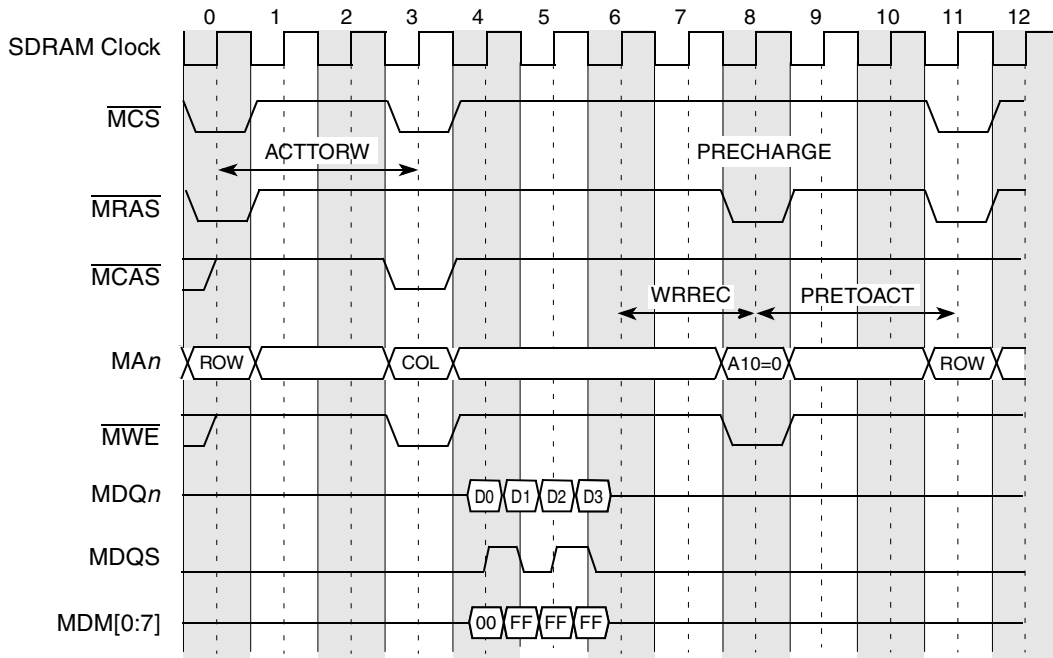 0 1 2 3 4 5 6 7 8 9 10 11 12
SDRAM Clock
MCS
ACTTORW PRECHARGE
MRAS
MCAS
WRREC PRETOACT
MAn ROW COL A10=0 ROW
MWE
MDQn D0 D1 D2 D3
MDQS
MDM[0:7] 00 FF FF FF